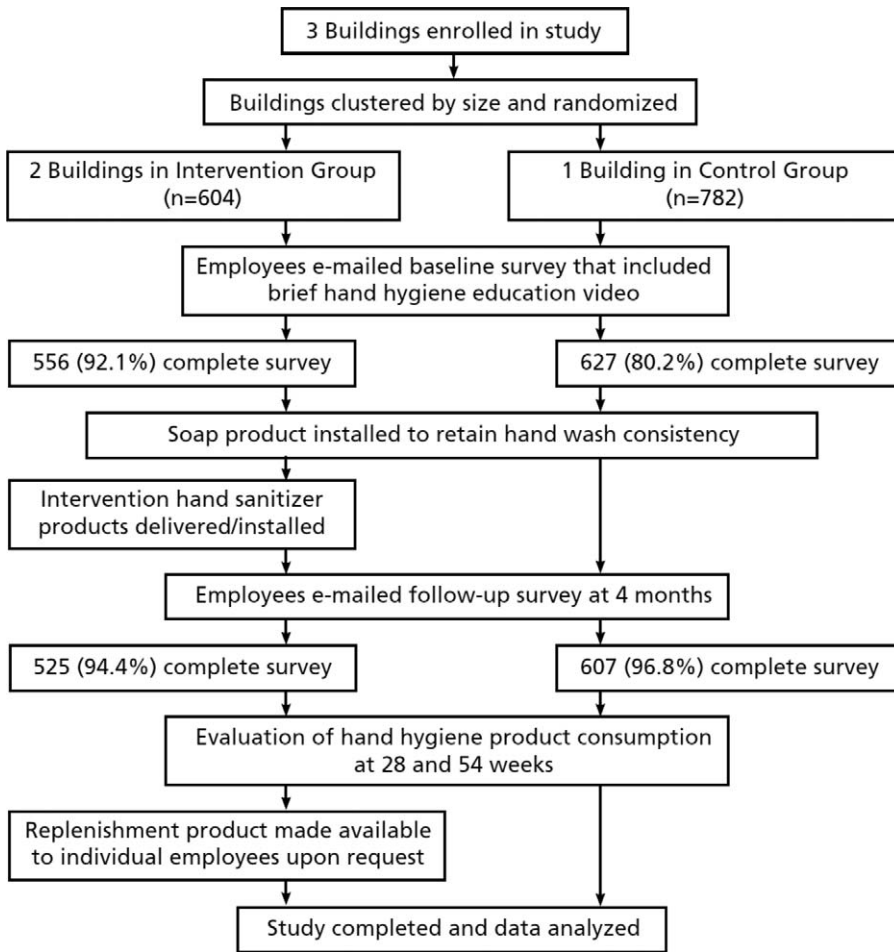 3 Buildings enrolled in study
Buildings clustered by size and randomized
2 Buildings in Intervention Group
(n=604)
1 Building in Control Group
(n=782)
Employees e-mailed baseline survey that included
brief hand hygiene education video
556 (92.1%) complete survey
627 (80.2%) complete survey
Soap product installed to retain hand wash consistency
Intervention hand sanitizer
products delivered/installed
Employees e-mailed follow-up survey at 4 months
525 (94.4%) complete survey
607 (96.8%) complete survey
Evaluation of hand hygiene product consumption
at 28 and 54 weeks
Replenishment product made available
to individual employees upon request
Study completed and data analyzed